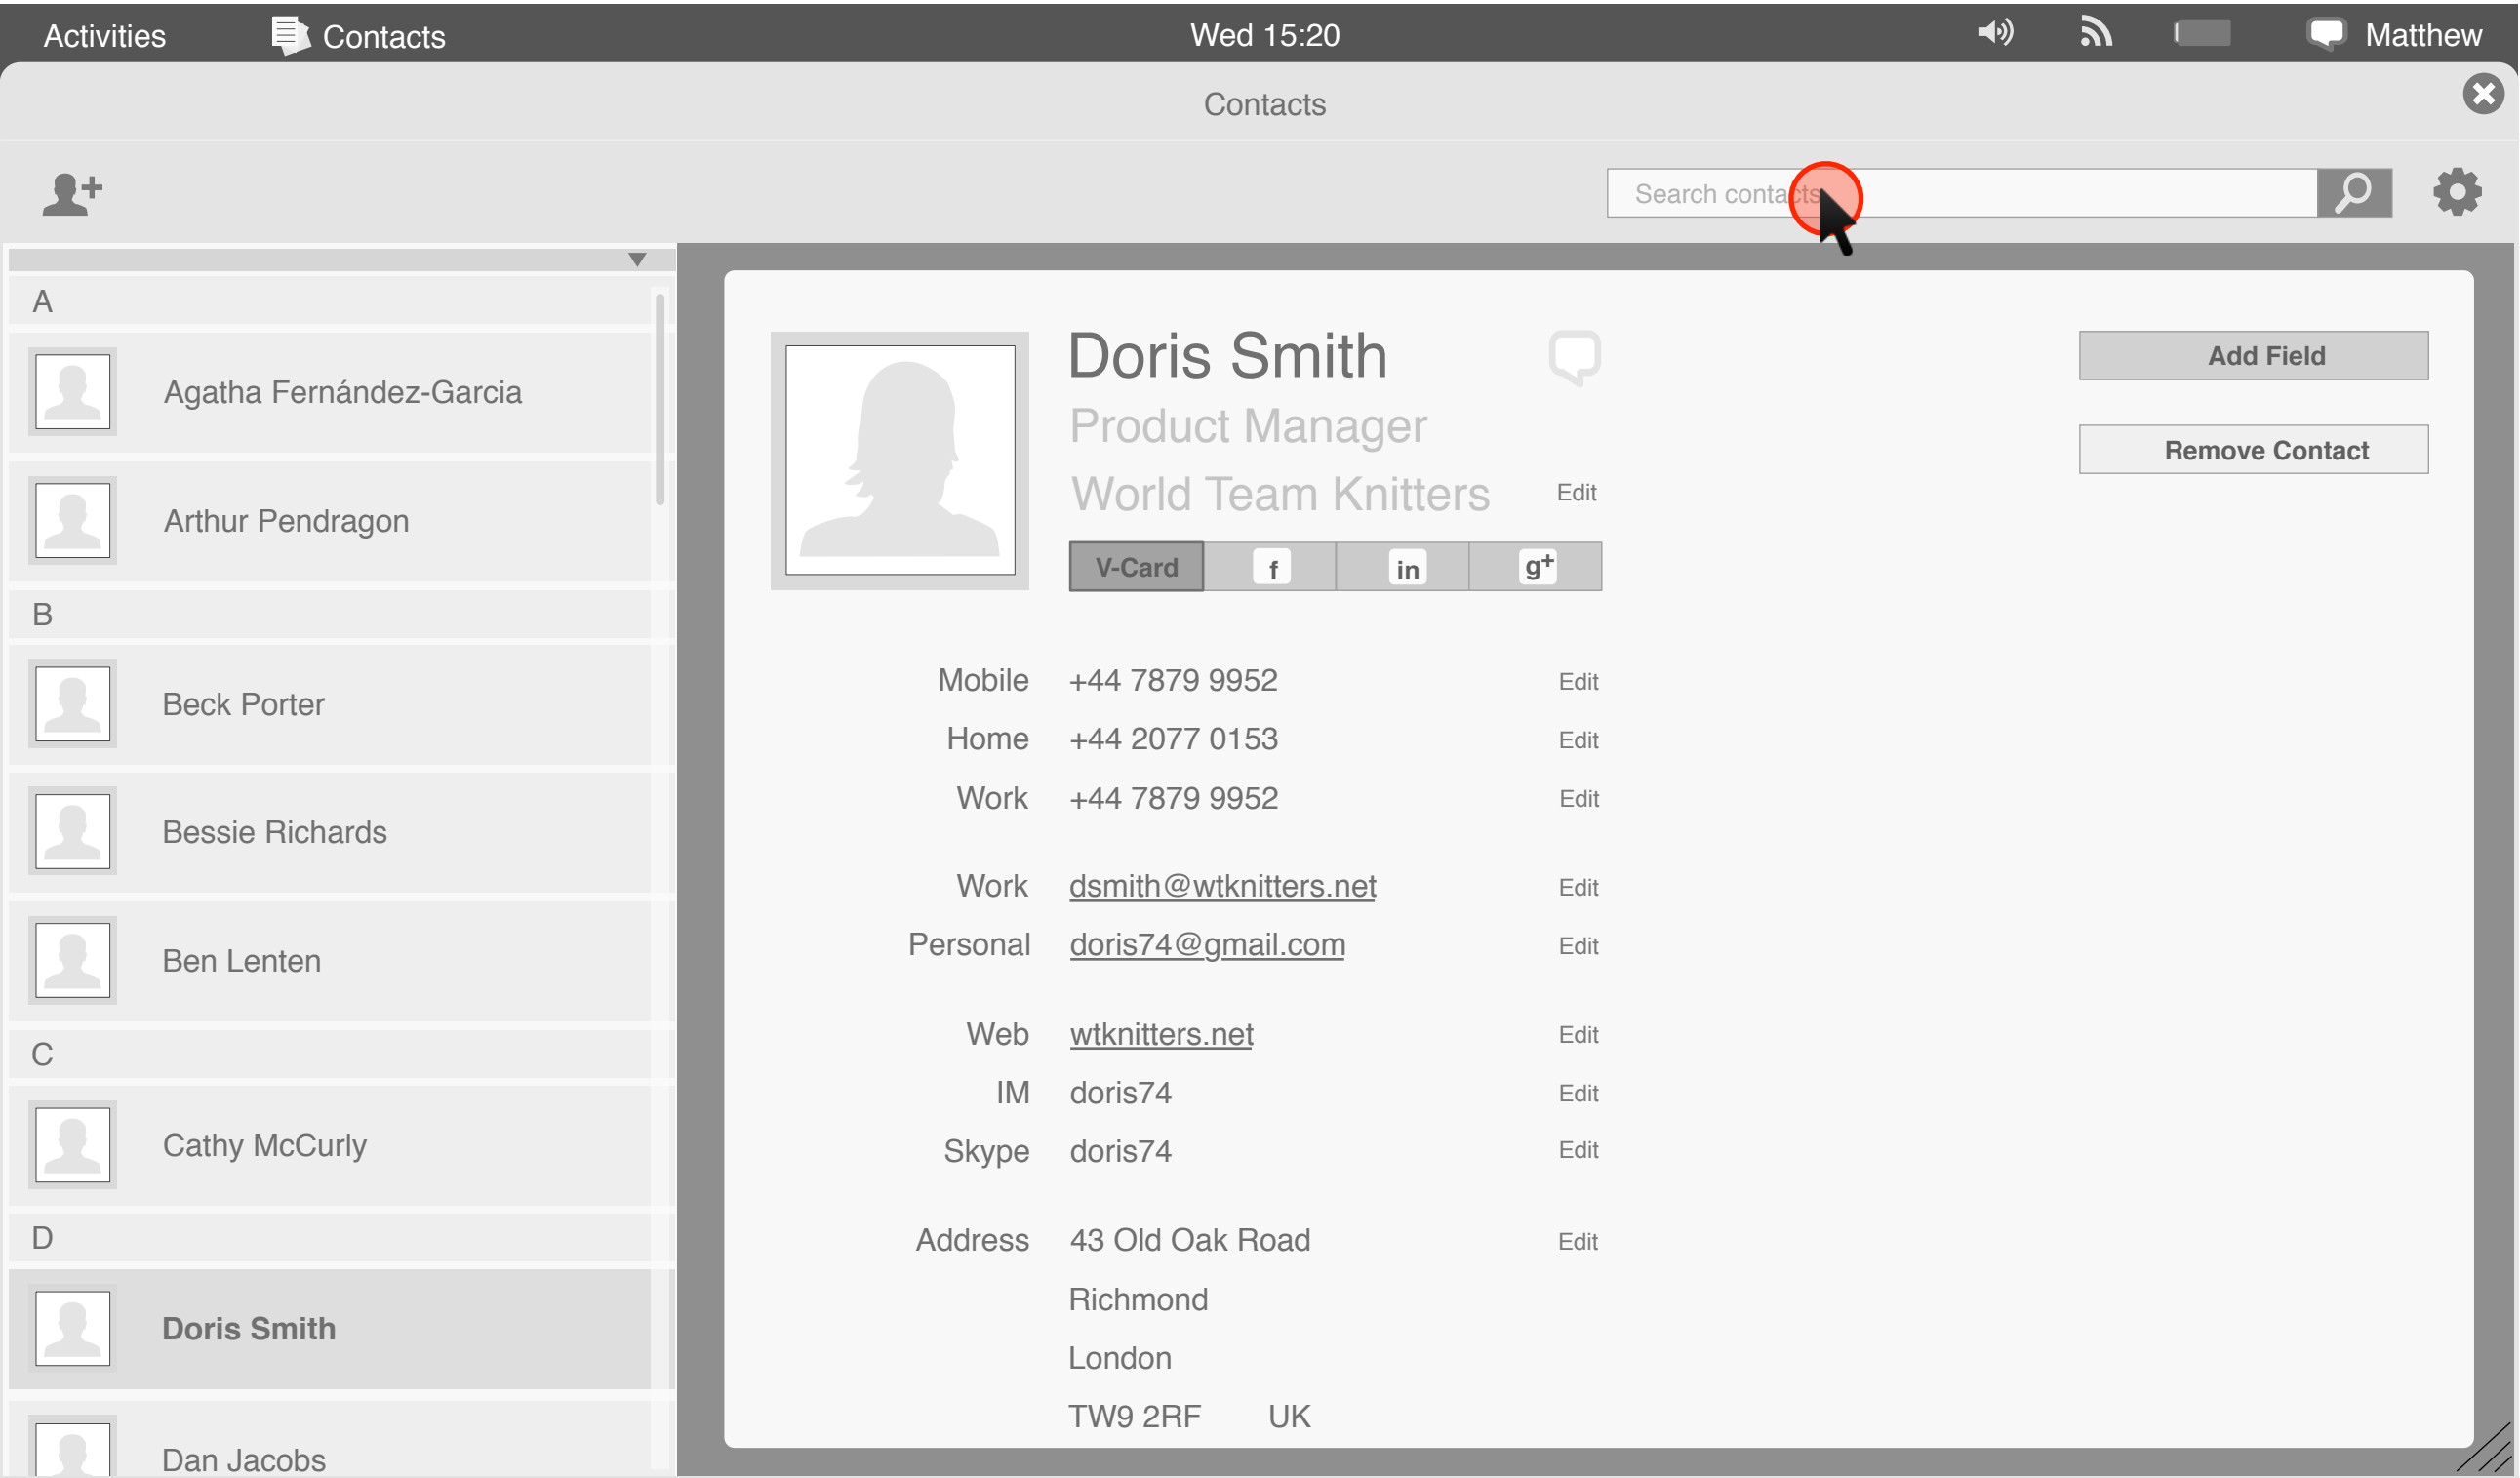 Activities
Contacts
Wed 15:20
Matthew
Contacts
Search contacts
A
Agatha Fernández-Garcia
Arthur Pendragon
B
Beck Porter
Bessie Richards
Ben Lenten
C
Cathy McCurly
D
Doris Smith
Dan Jacobs
Doris Smith
Product Manager
World Team Knitters Edit
Add Field
Remove Contact
V-Card f in g+
Mobile +44 7879 9952 Edit
Home +44 2077 0153 Edit
Work +44 7879 9952 Edit
Work dsmith@wtknitters.net Edit
Personal doris74@gmail.com Edit
Web wtknitters.net Edit
IM doris74 Edit
Skype doris74 Edit
Address 43 Old Oak Road Edit
Richmond
London
TW9 2RF UK